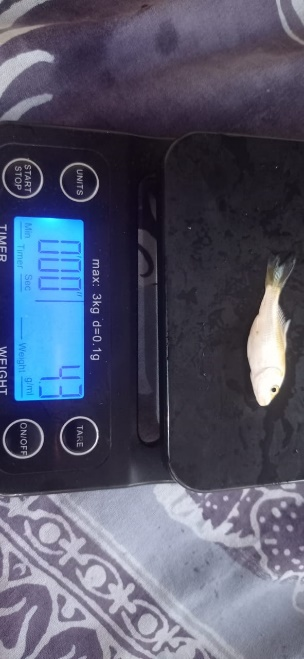 max: 3kg d=0.1g
UNITS
TARE
0'00" 4.3
Min Timer Sec Weight g/ml
START
STOP
ON/OFF
TIMER WEIGHT